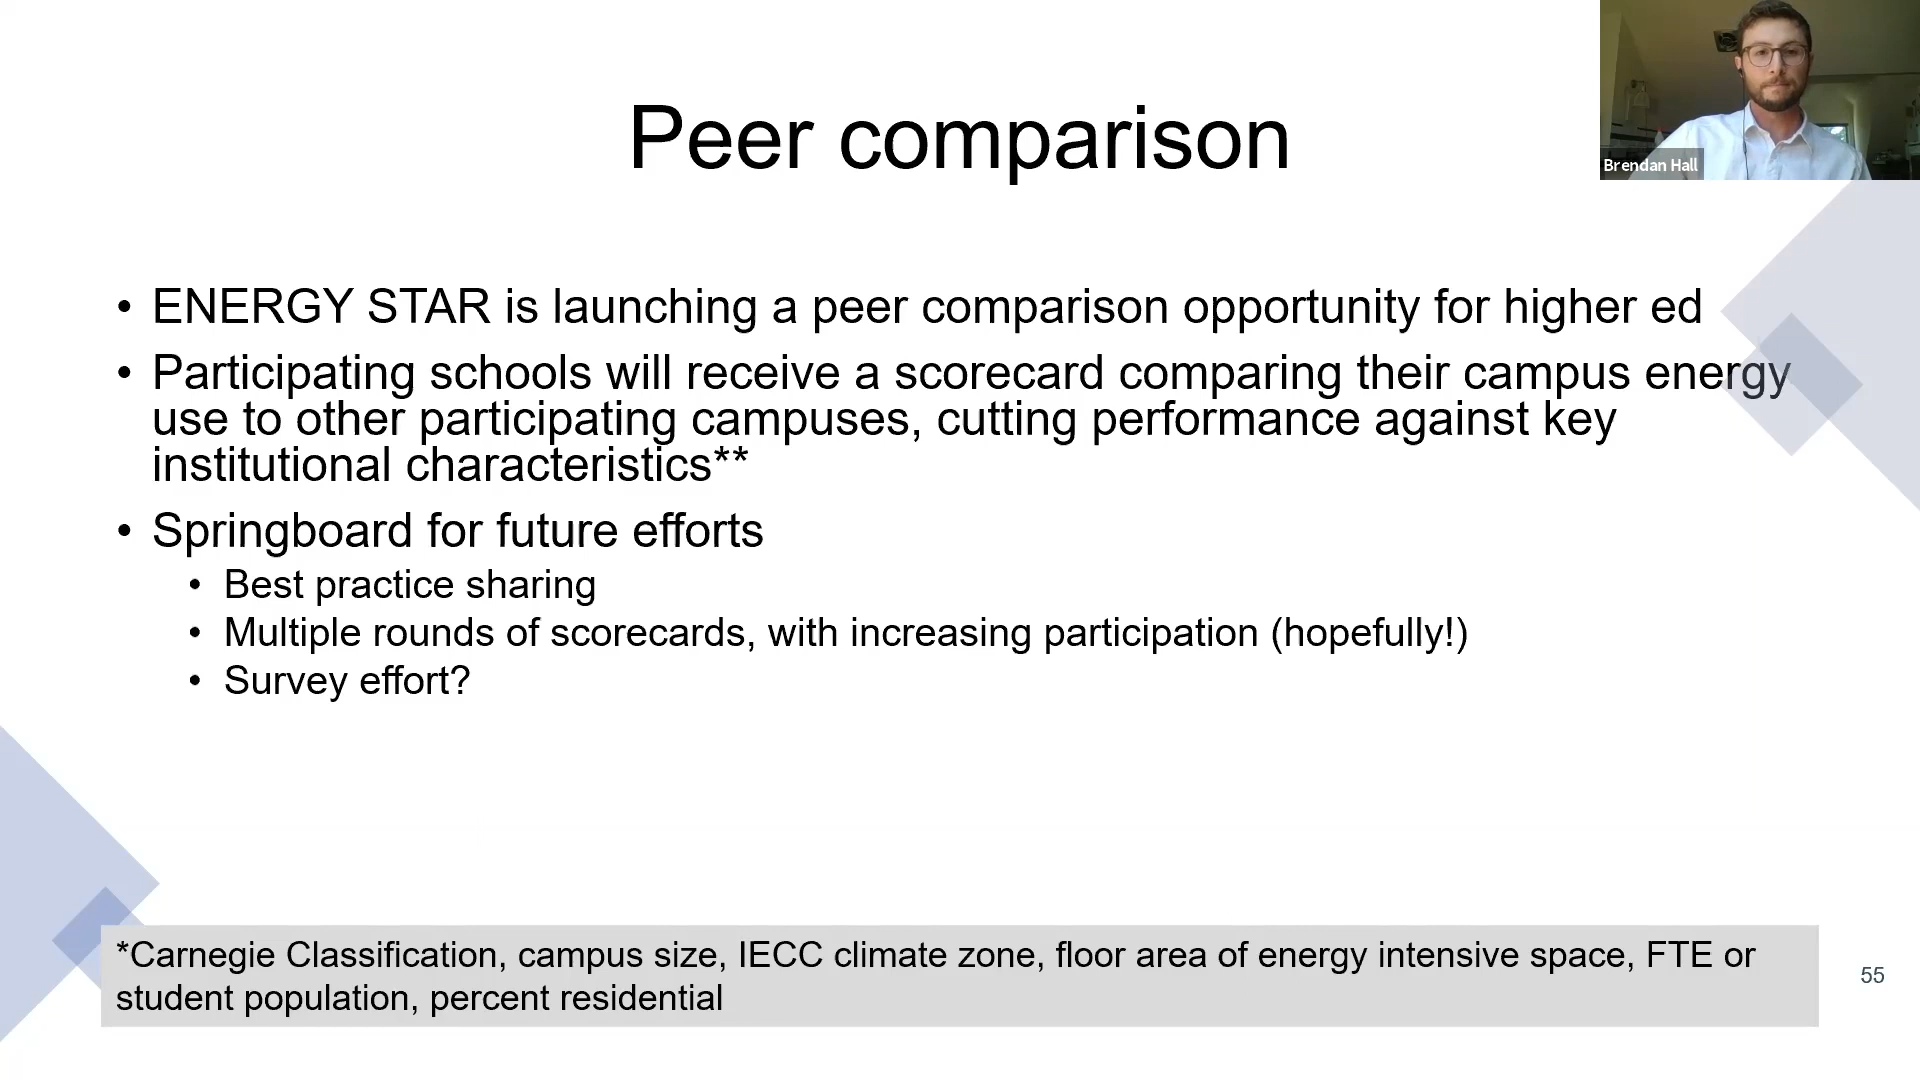 Peer comparison
Brendan Hall
• ENERGY STAR is launching a peer comparison opportunity for higher ed
• Participating schools will receive a scorecard comparing their campus energy
use to other participating campuses, cutting performance against key
institutional characteristics**
• Springboard for future efforts
• Best practice sharing
• Multiple rounds of scorecards, with increasing participation (hopefully!)
• Survey effort?
*Carnegie Classification, campus size, IECC climate zone, floor area of energy intensive space, FTE or
student population, percent residential
55